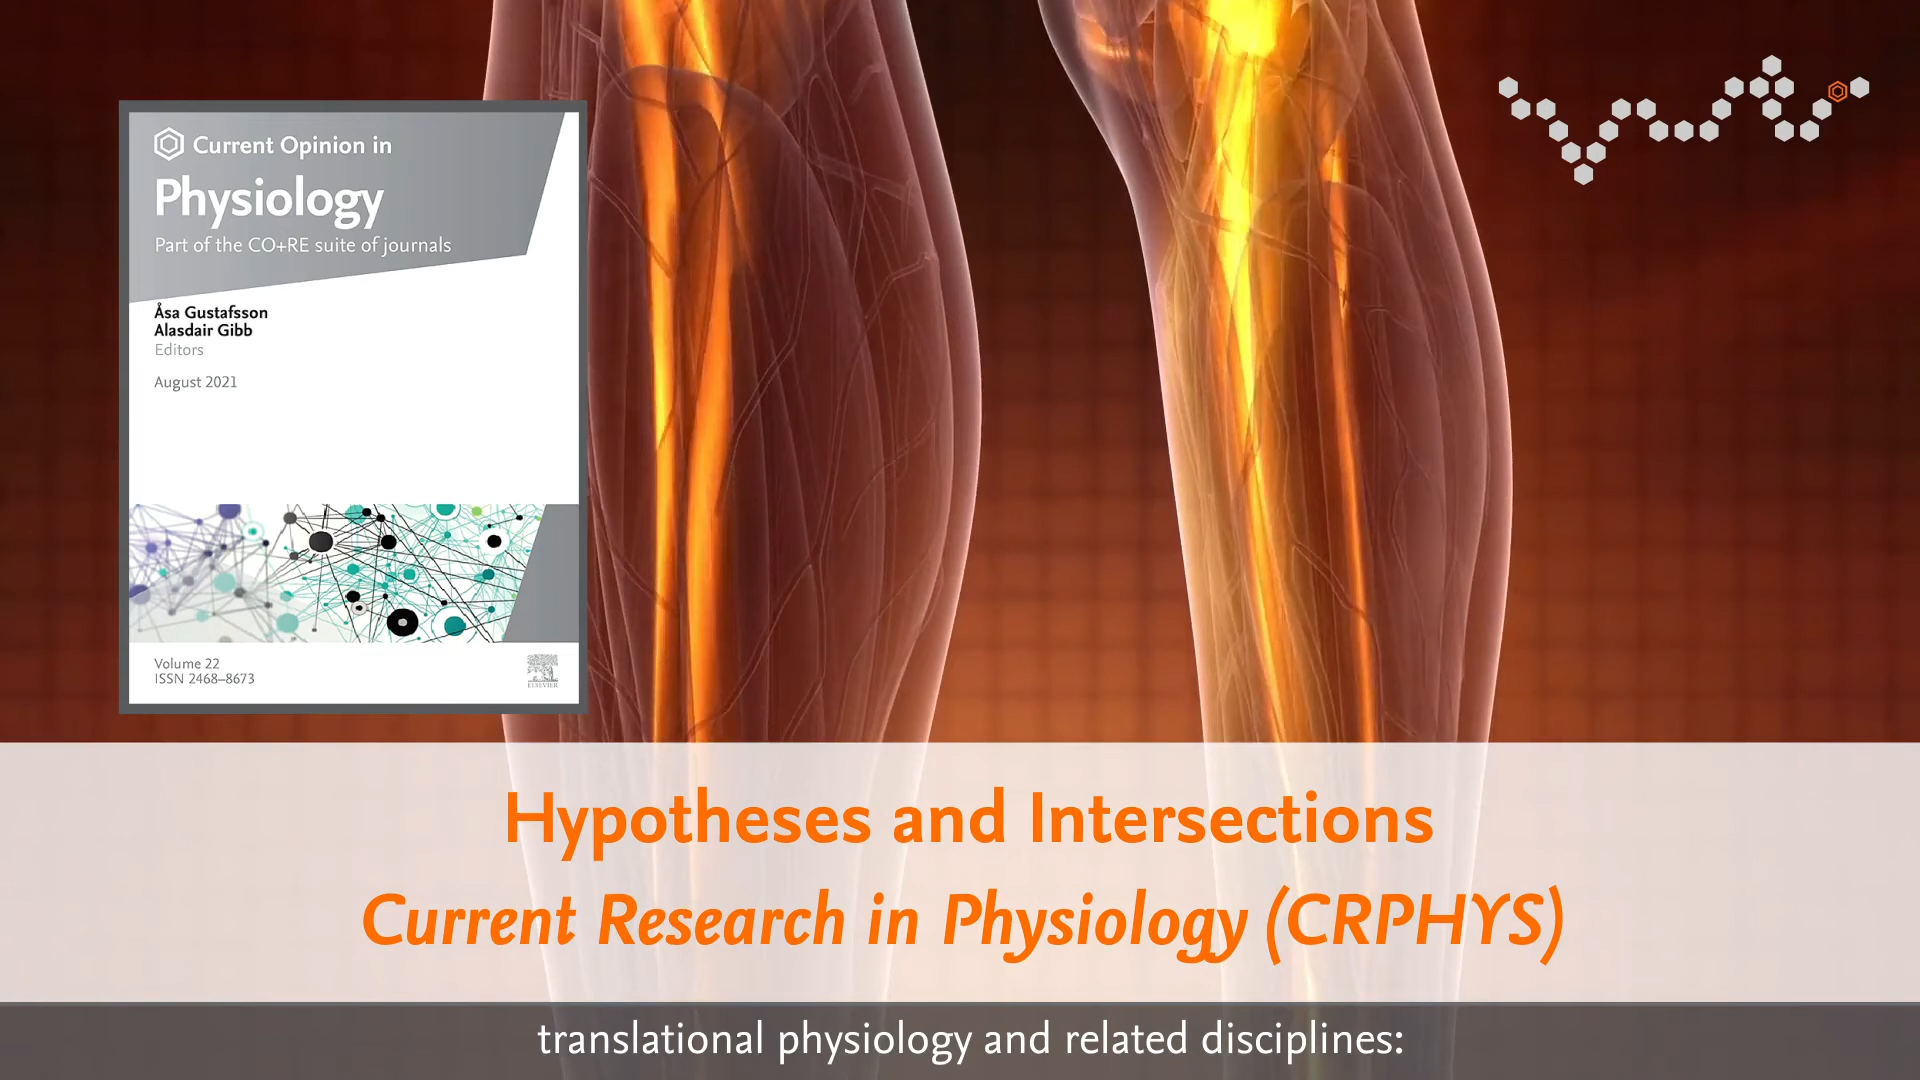 Current Opinion in
Physiology
Part of the CO+RE suite of journals
Åsa Gustafsson
Alasdair Gibb
Editors
August 2021
Volume 22
ISSN 2468–8673
ELSEVIER
Hypotheses and Intersections
Current Research in Physiology (CRPHYS)
translational physiology and related disciplines: